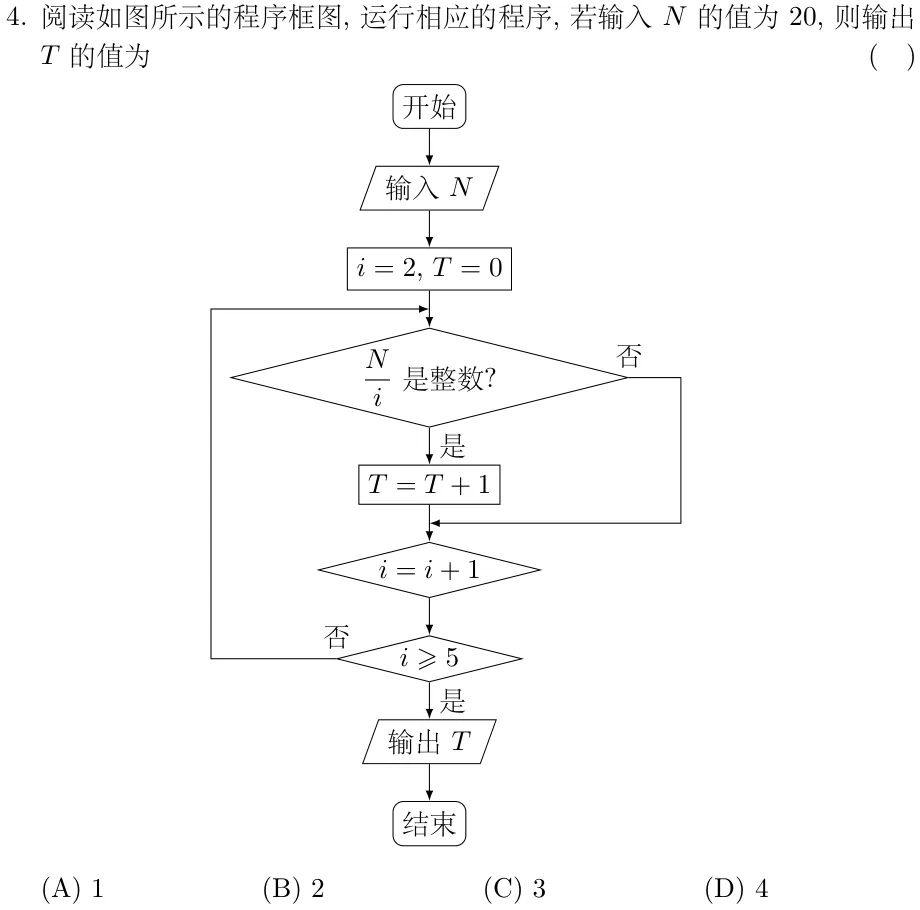 4. 阅读如图所示的程序框图, 运行相应的程序, 若输入 N 的值为 20, 则输出
T 的值为 ( )
开始
输入 N
i = 2, T = 0
N/i 是整数?
否
是
T = T + 1
i = i + 1
否
i ⩾ 5
是
输出 T
结束
(A) 1 (B) 2 (C) 3 (D) 4